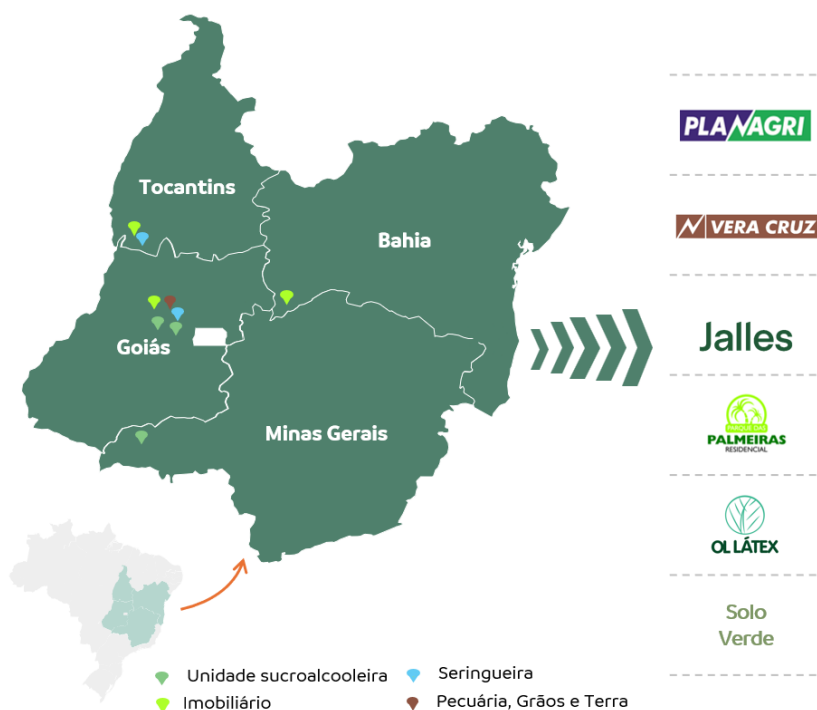 Tocantins
Bahia
Goiás
Minas Gerais
PLANAGRI
VERA CRUZ
Jalles
PARQUE DAS
PALMEIRAS
RESIDENCIAL
OL LÁTEX
Solo
Verde
Unidade sucroalcooleira
Seringueira
Imobiliário
Pecuária, Grãos e Terra